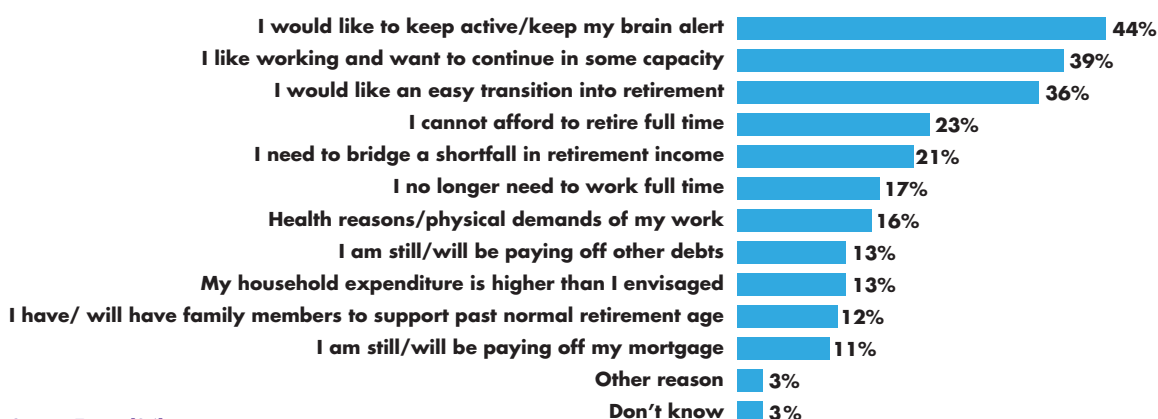 I would like to keep active/keep my brain alert 44%
I like working and want to continue in some capacity 39%
I would like an easy transition into retirement 36%
I cannot afford to retire full time 23%
I need to bridge a shortfall in retirement income 21%
I no longer need to work full time 17%
Health reasons/physical demands of my work 16%
I am still/will be paying off other debts 13%
My household expenditure is higher than I envisaged 13%
I have/ will have family members to support past normal retirement age 12%
I am still/will be paying off my mortgage 11%
Other reason 3%
Don’t know 3%